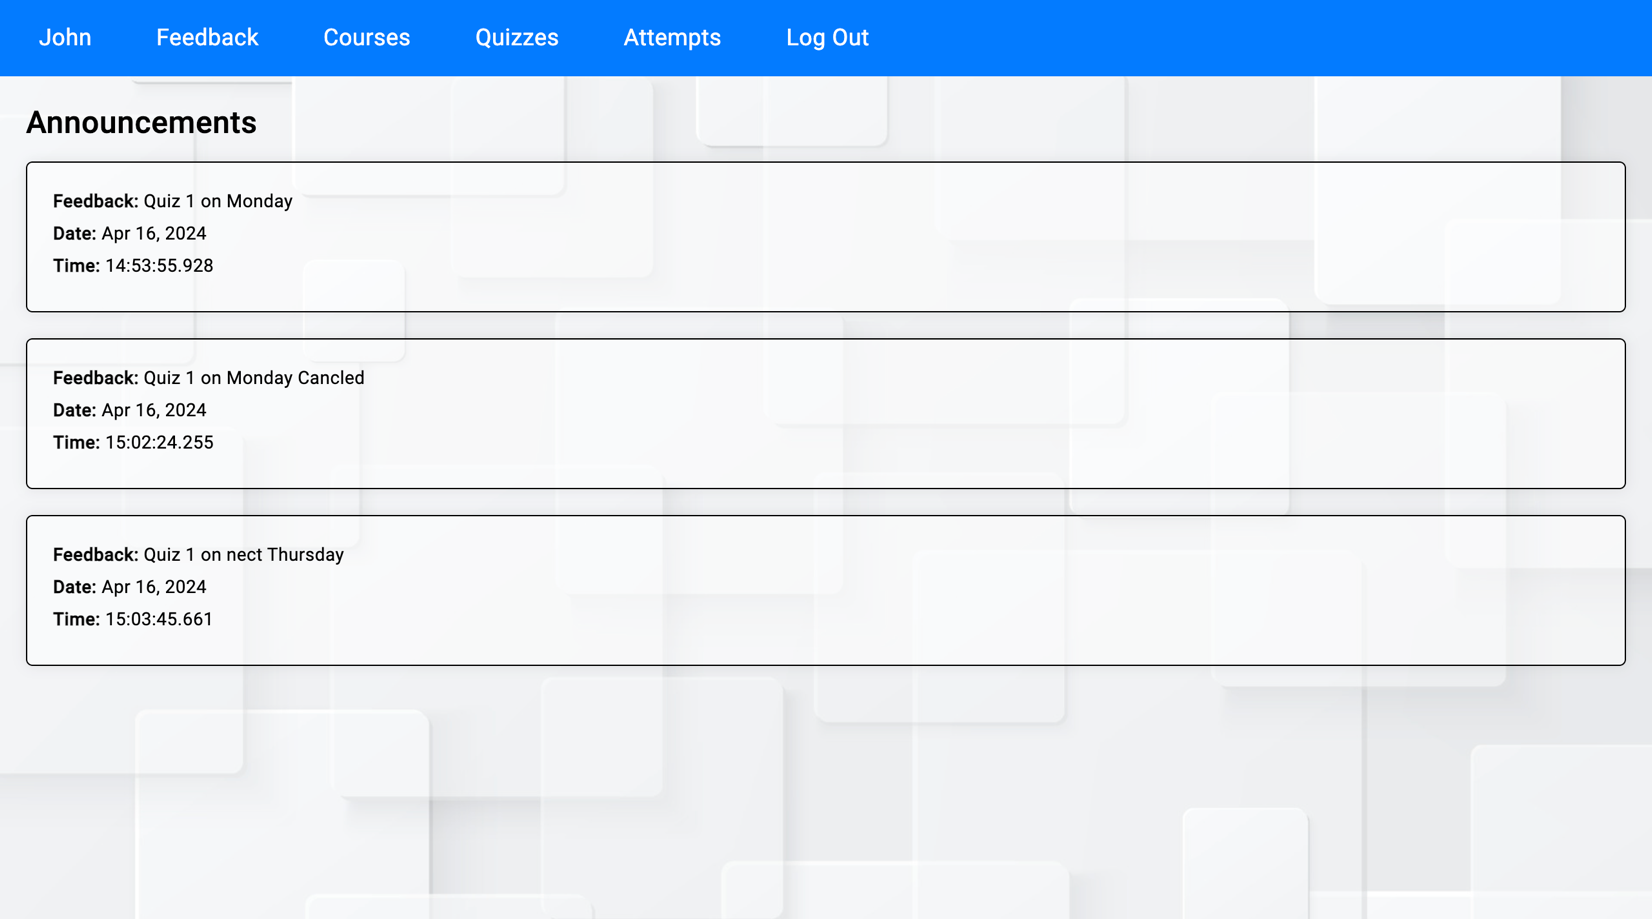 John Feedback Courses Quizzes Attempts Log Out
Announcements
Feedback: Quiz 1 on Monday
Date: Apr 16, 2024
Time: 14:53:55.928
Feedback: Quiz 1 on Monday Cancled
Date: Apr 16, 2024
Time: 15:02:24.255
Feedback: Quiz 1 on nect Thursday
Date: Apr 16, 2024
Time: 15:03:45.661